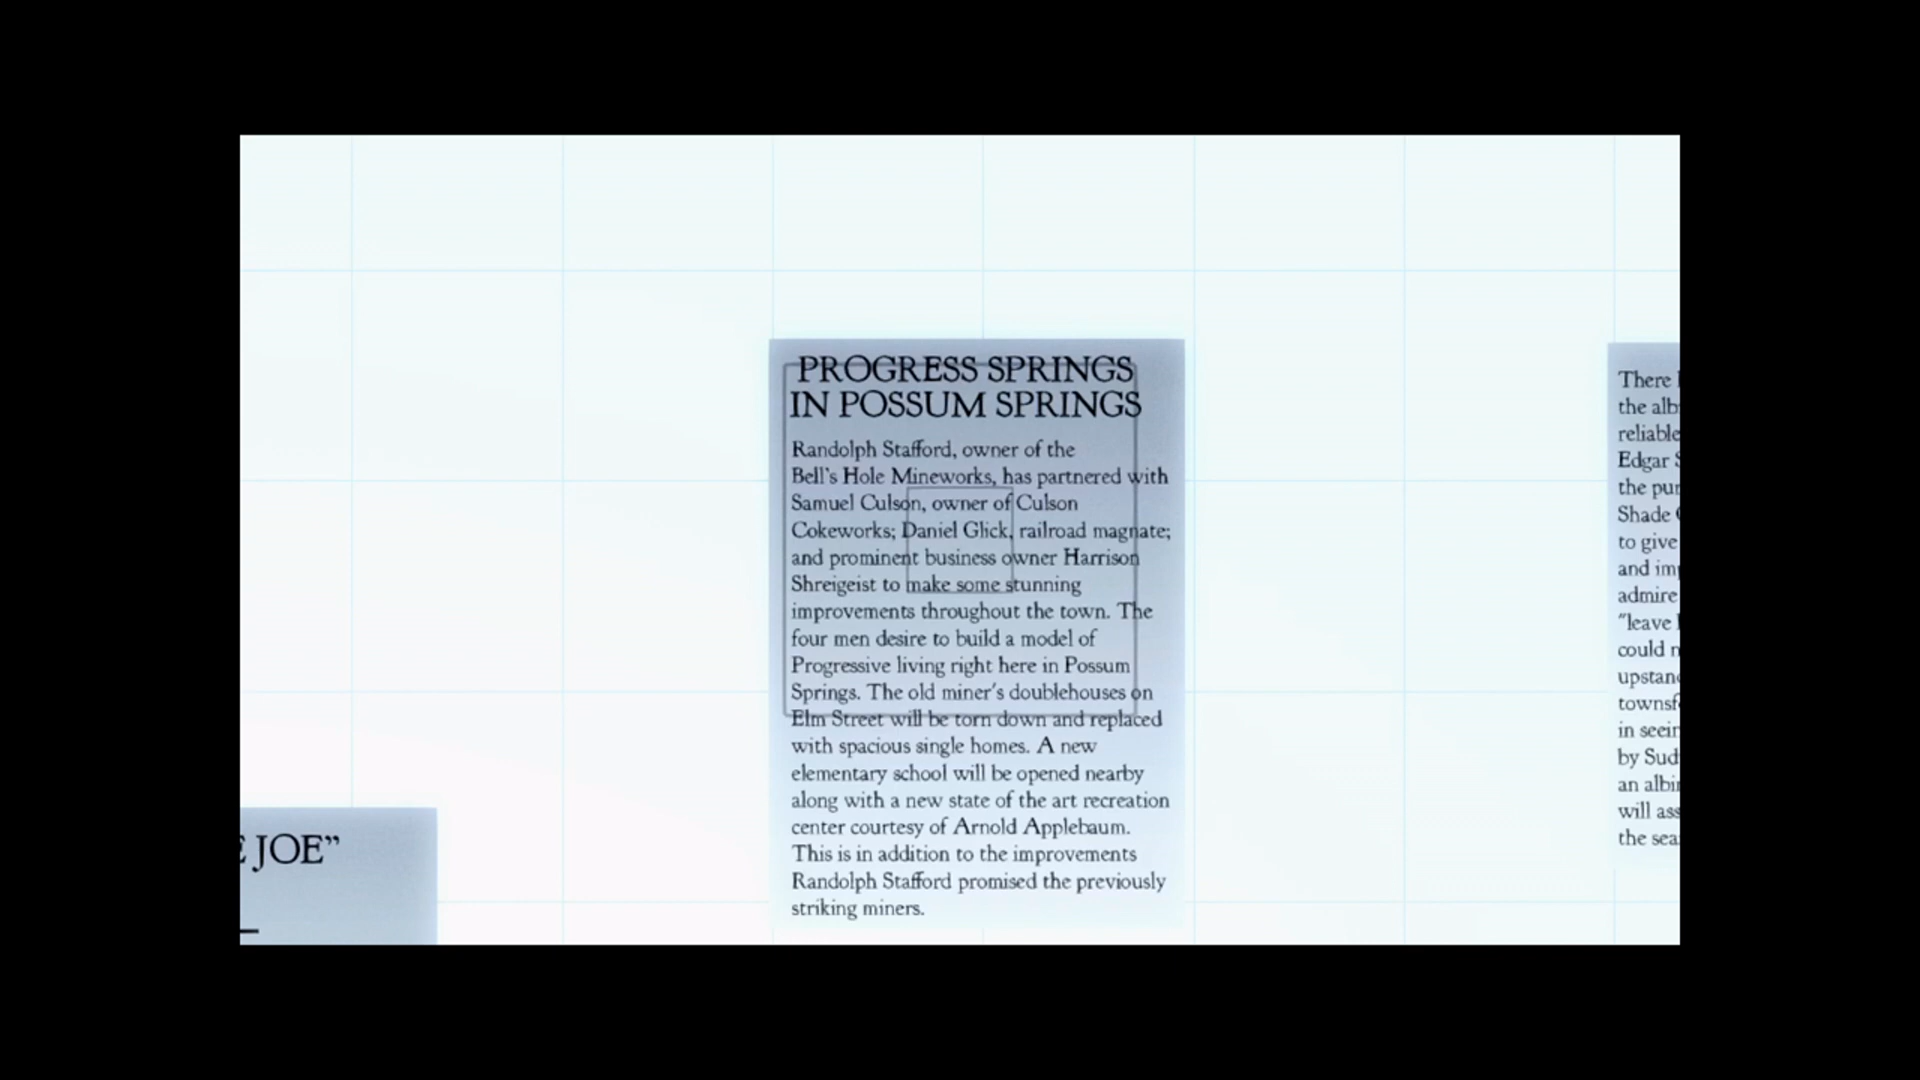 PROGRESS SPRINGS
IN POSSUM SPRINGS
Randolph Stafford, owner of the
Bell's Hole Mineworks, has partnered with
Samuel Culson, owner of Culson
Cokeworks; Daniel Glick, railroad magnate;
and prominent business owner Harrison
Shreigeist to make some stunning
improvements throughout the town. The
four men desire to build a model of
Progressive living right here in Possum
Springs. The old miner's doublehouses on
Elm Street will be torn down and replaced
with spacious single homes. A new
elementary school will be opened nearby
along with a new state of the art recreation
center courtesy of Arnold Applebaum.
This is in addition to the improvements
Randolph Stafford promised the previously
striking miners.
JOE”
There
the alb
reliable
Edgar
the pur
Shade
to give
and imp
admire
"leave
could n
upstand
townsf
in seein
by Sud
an albin
will ass
the sea